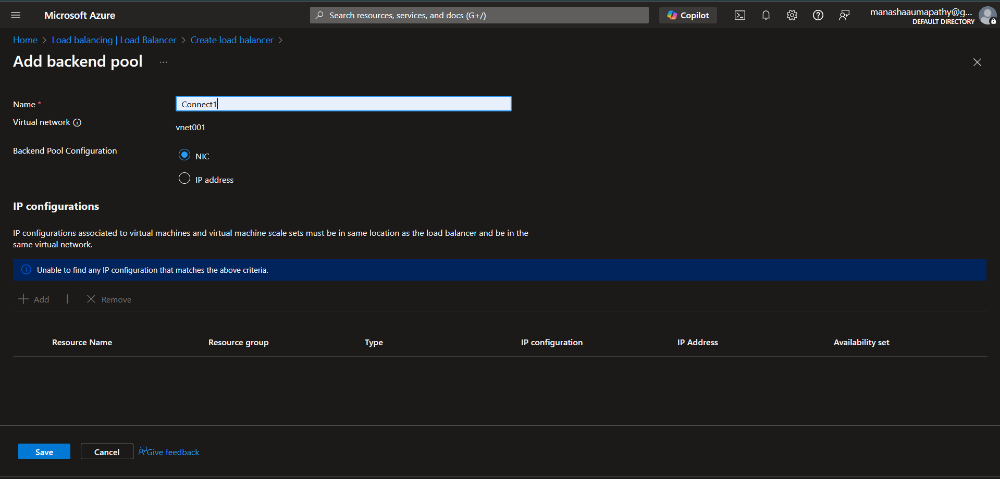 Microsoft Azure
Search resources, services, and docs (G+/)
Copilot
manashaaumapathy@g...
DEFAULT DIRECTORY
Home > Load balancing | Load Balancer > Create load balancer >
Add backend pool ...
Name *
Connect1
Virtual network
vnet001
Backend Pool Configuration
NIC
IP address
IP configurations
IP configurations associated to virtual machines and virtual machine scale sets must be in same location as the load balancer and be in the
same virtual network.
Unable to find any IP configuration that matches the above criteria.
Add | Remove
Resource Name Resource group Type IP configuration IP Address Availability set
Save Cancel Give feedback